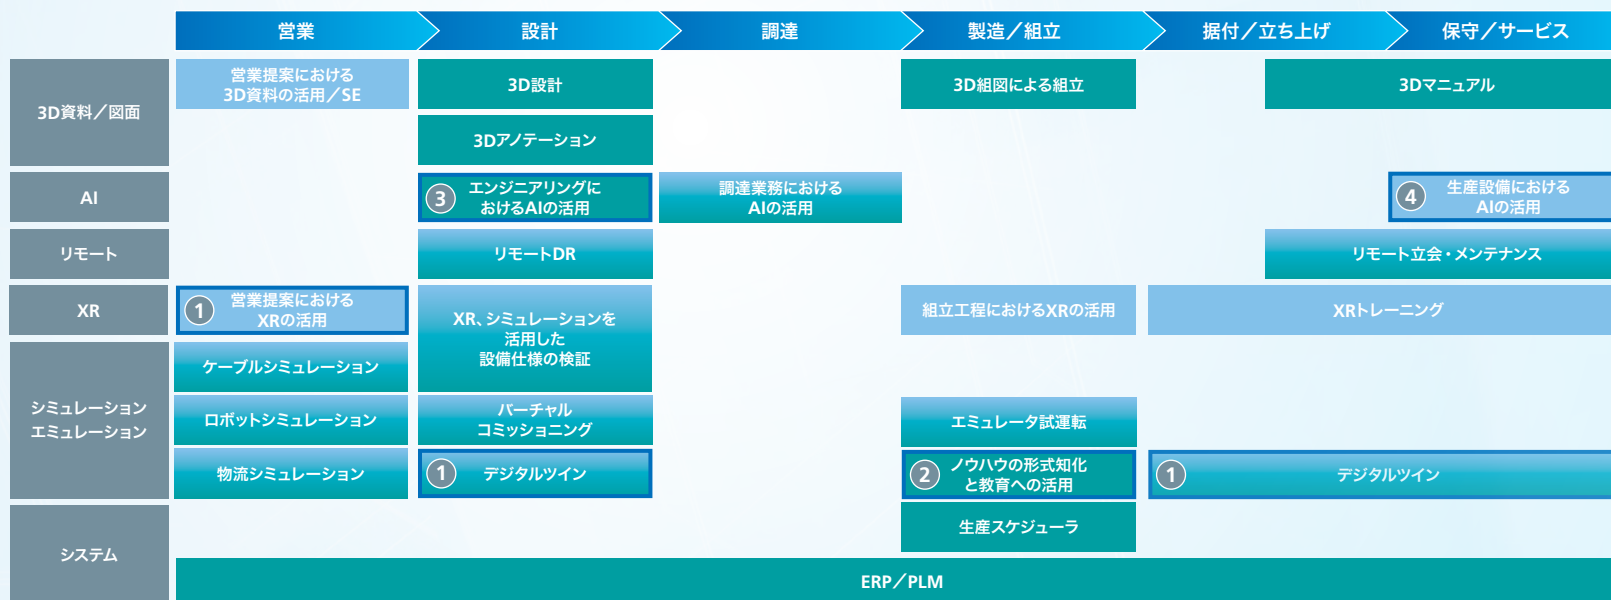 営業
設計
調達
製造／組立
据付／立ち上げ
保守／サービス
3D資料／図面
営業提案における
3D資料の活用／SE
3D設計
3D組図による組立
3Dマニュアル
3Dアノテーション
AI
3
エンジニアリングに
おけるAIの活用
調達業務における
AIの活用
4
生産設備における
AIの活用
リモート
リモートDR
リモート立会・メンテナンス
XR
1
営業提案における
XRの活用
XR、シミュレーションを
活用した
設備仕様の検証
組立工程におけるXRの活用
XRトレーニング
シミュレーション
エミュレーション
ケーブルシミュレーション
ロボットシミュレーション
バーチャル
コミッショニング
エミュレータ試運転
物流シミュレーション
1
デジタルツイン
2
ノウハウの形式知化
と教育への活用
1
デジタルツイン
システム
生産スケジューラ
ERP／PLM